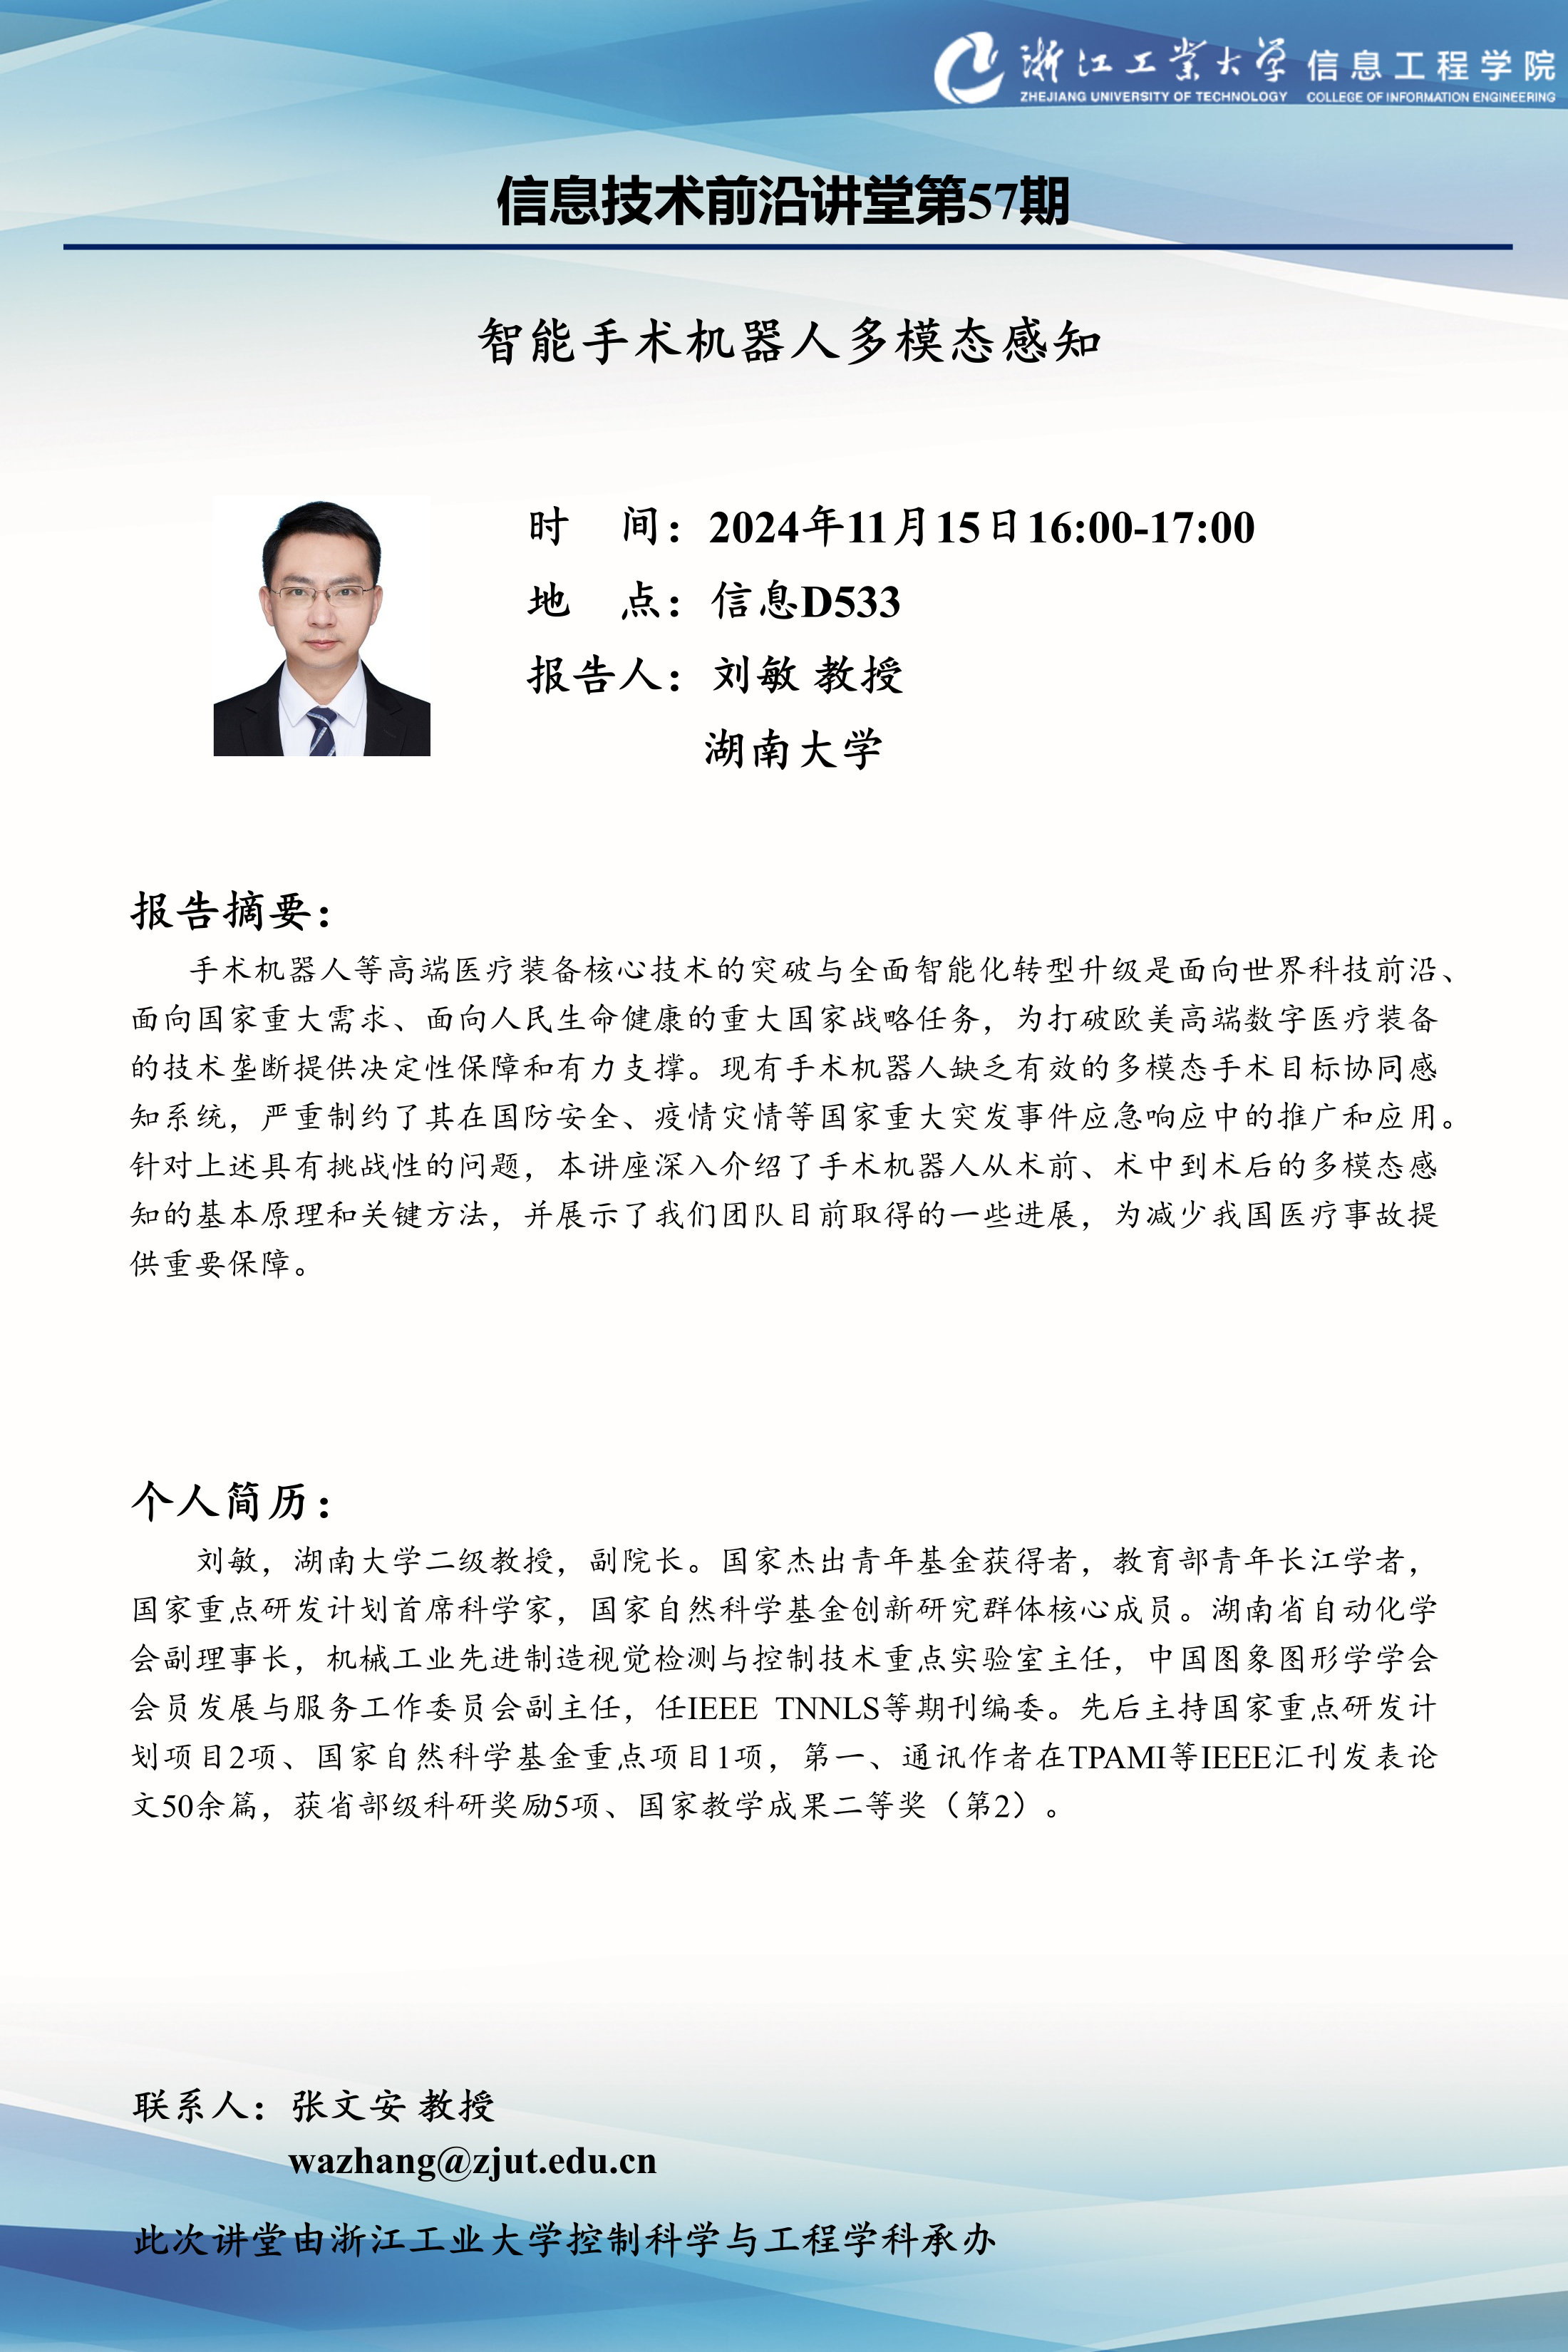 浙江工业大学 信息工程学院
ZHEJIANG UNIVERSITY OF TECHNOLOGY COLLEGE OF INFORMATION ENGINEERING
信息技术前沿讲堂第57期
智能手术机器人多模态感知
时 间：2024年11月15日16:00-17:00
地 点：信息D533
报告人：刘敏 教授
湖南大学
报告摘要：
手术机器人等高端医疗装备核心技术的突破与全面智能化转型升级是面向世界科技前沿、
面向国家重大需求、面向人民生命健康的重大国家战略任务，为打破欧美高端数字医疗装备
的技术垄断提供决定性保障和有力支撑。现有手术机器人缺乏有效的多模态手术目标协同感
知系统，严重制约了其在国防安全、疫情灾情等国家重大突发事件应急响应中的推广和应用。
针对上述具有挑战性的问题，本讲座深入介绍了手术机器人从术前、术中到术后的多模态感
知的基本原理和关键方法，并展示了我们团队目前取得的一些进展，为减少我国医疗事故提
供重要保障。
个人简历：
刘敏，湖南大学二级教授，副院长。国家杰出青年基金获得者，教育部青年长江学者，
国家重点研发计划首席科学家，国家自然科学基金创新研究群体核心成员。湖南省自动化学
会副理事长，机械工业先进制造视觉检测与控制技术重点实验室主任，中国图象图形学学会
会员发展与服务工作委员会副主任，任IEEE TNNLS等期刊编委。先后主持国家重点研发计
划项目2项、国家自然科学基金重点项目1项，第一、通讯作者在TPAMI等IEEE汇刊发表论
文50余篇，获省部级科研奖励5项、国家教学成果二等奖（第2）。
联系人：张文安 教授
wazhang@zjut.edu.cn
此次讲堂由浙江工业大学控制科学与工程学科承办